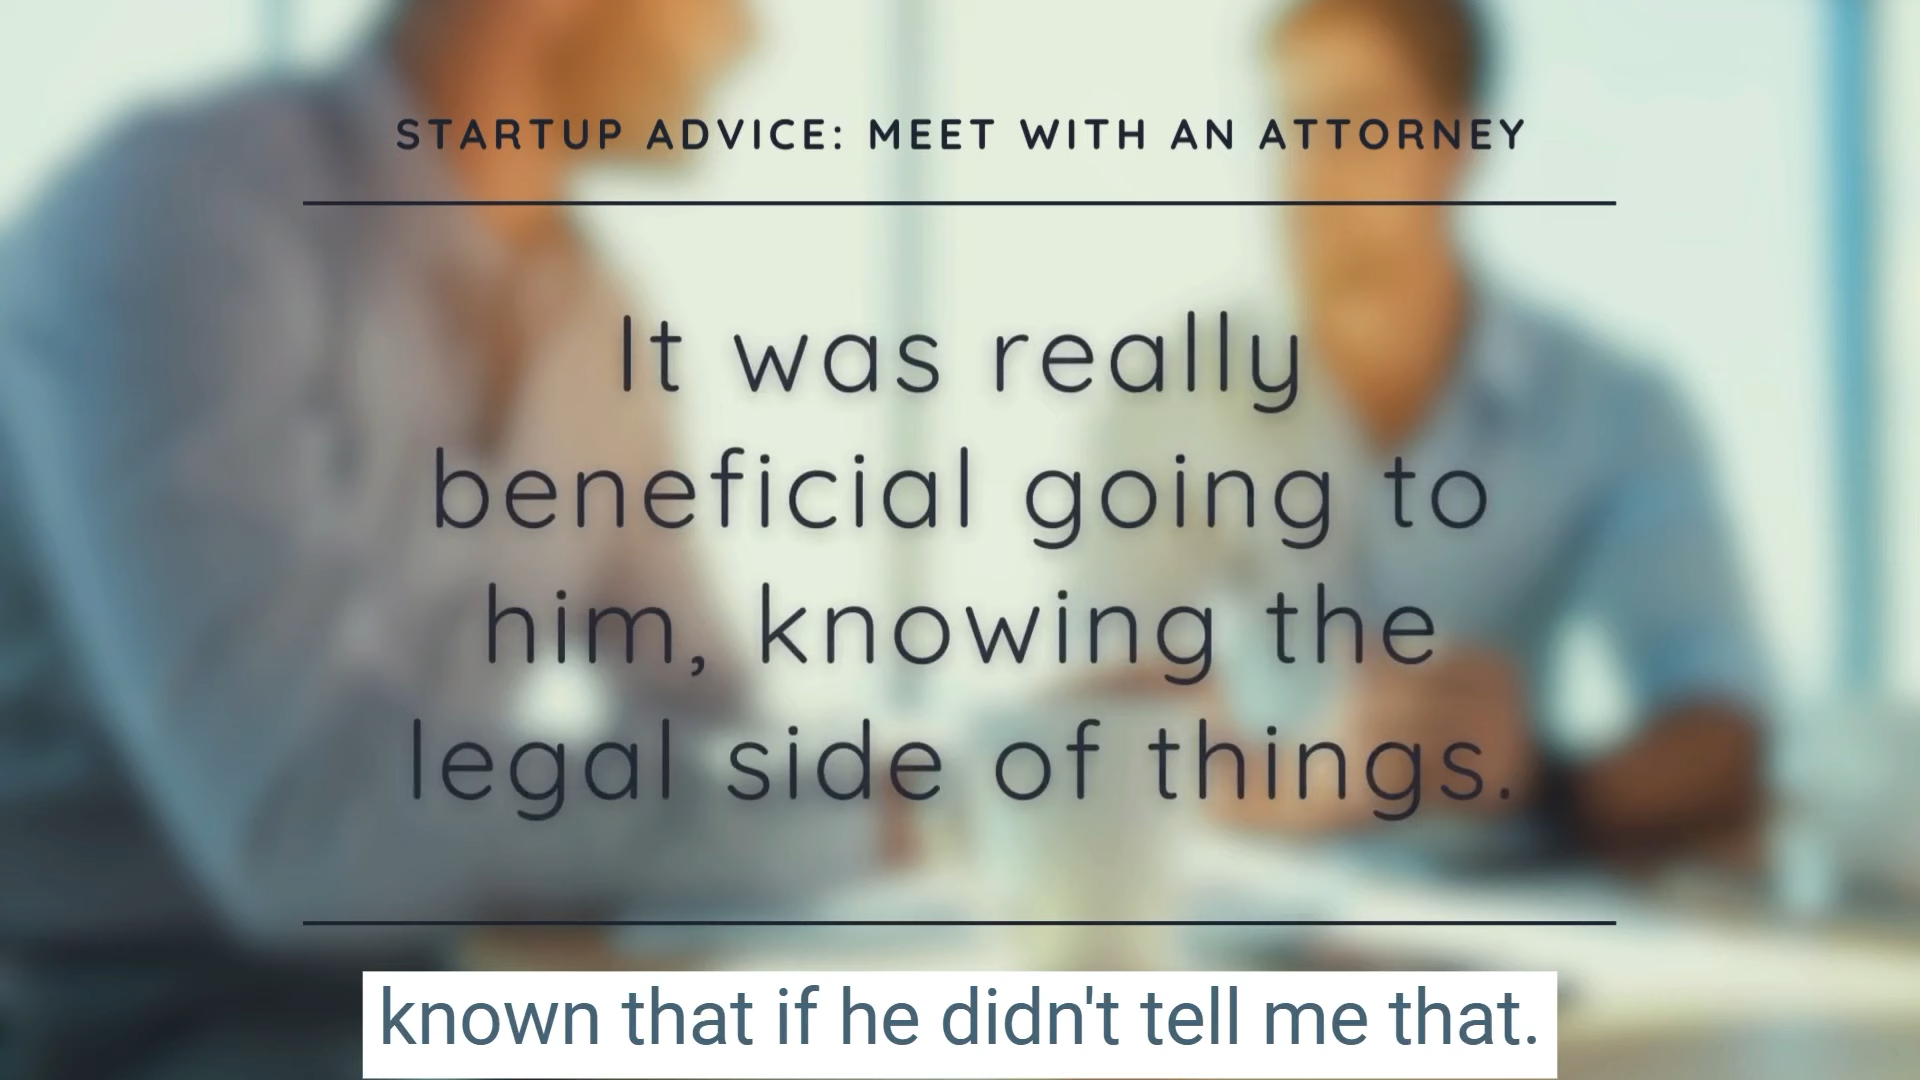 STARTUP ADVICE: MEET WITH AN ATTORNEY
It was really
beneficial going to
him, knowing the
legal side of things.
known that if he didn't tell me that.